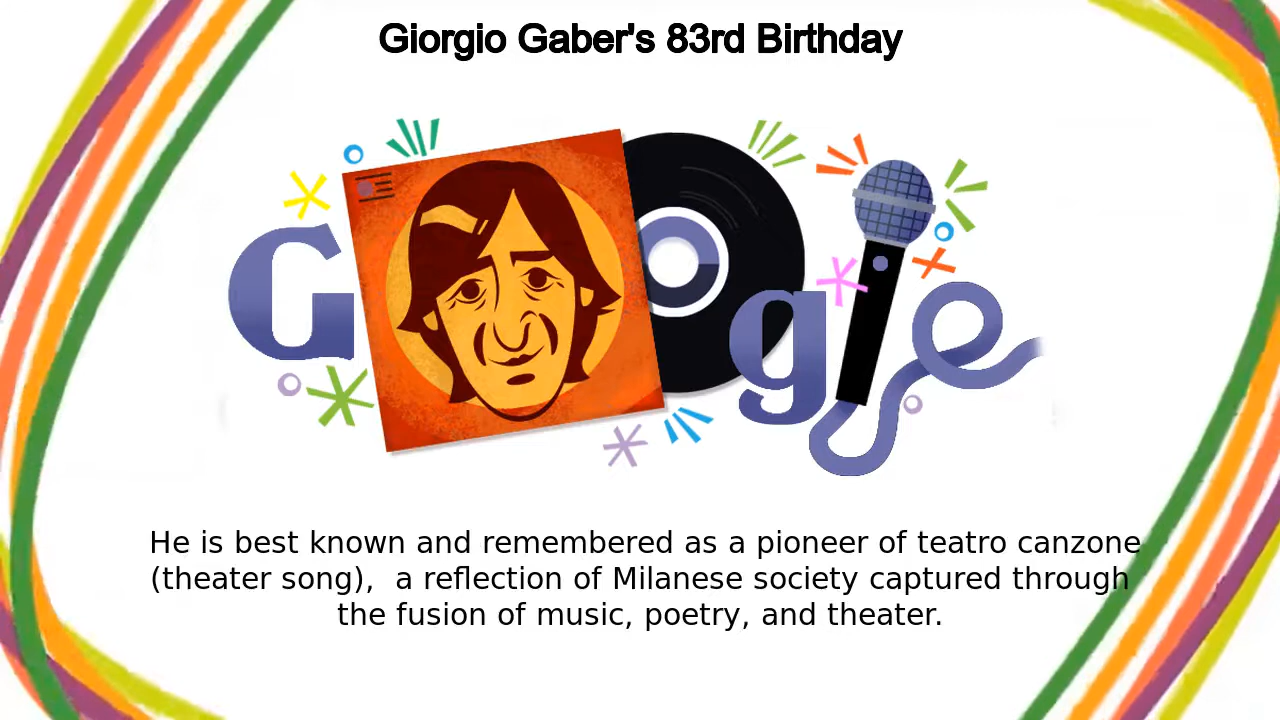 Giorgio Gaber's 83rd Birthday
G g l e
He is best known and remembered as a pioneer of teatro canzone
(theater song),  a reflection of Milanese society captured through
the fusion of music, poetry, and theater.